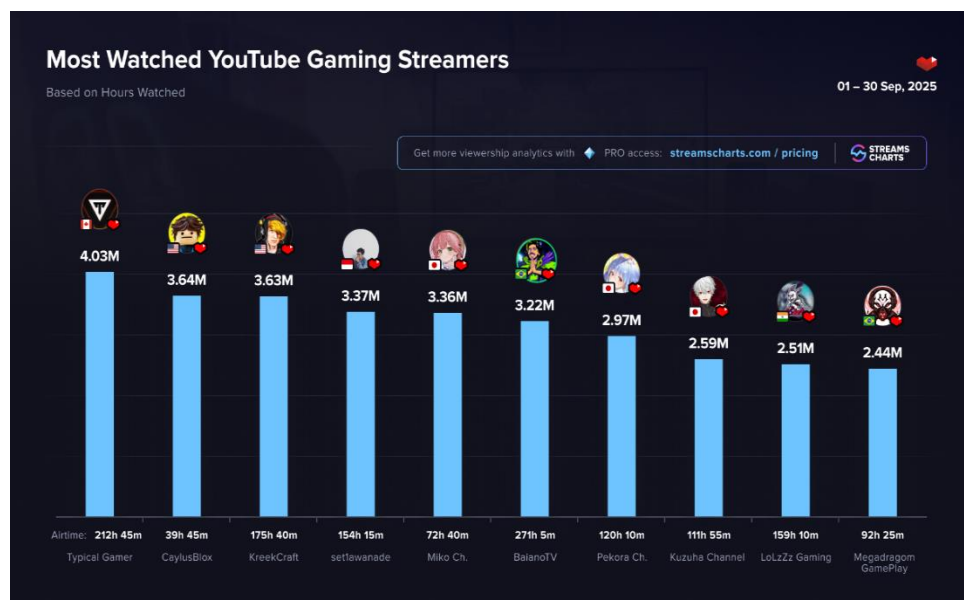 Most Watched YouTube Gaming Streamers
Based on Hours Watched
01 – 30 Sep, 2025
Get more viewership analytics with PRO access: streamscharts.com / pricing
STREAMS
CHARTS
4.03M
3.64M
3.63M
3.37M
3.36M
3.22M
2.97M
2.59M
2.51M
2.44M
Airtime: 212h 45m 39h 45m 175h 40m 154h 15m 72h 40m 271h 5m 120h 10m 111h 55m 159h 10m 92h 25m
Typical Gamer CaylusBlox KreekCraft set1awanade Miko Ch. BaianoTV Pekora Ch. Kuzuha Channel LoLzZz Gaming Megadragom
GamePlay